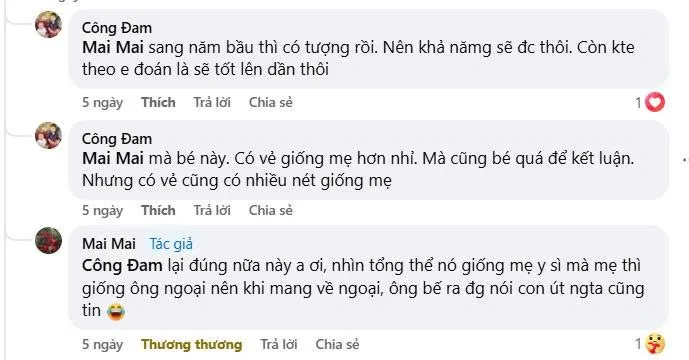 Công Đam
Mai Mai sang năm bầu thì có tượng rồi. Nên khả nămg sẽ đc thôi. Còn kte
theo e đoán là sẽ tốt lên dần thôi
5 ngày Thích Trả lời Chia sẻ 1
Công Đam
Mai Mai mà bé này. Có vẻ giống mẹ hơn nhỉ. Mà cũng bé quá để kết luận.
Nhưng có vẻ cũng có nhiều nét giống mẹ
5 ngày Thích Trả lời Chia sẻ
Mai Mai Tác giả
Công Đam lại đúng nữa này a ơi, nhìn tổng thể nó giống mẹ y sì mà mẹ thì
giống ông ngoại nên khi mang về ngoại, ông bế ra đg nói con út ngta cũng
tin 😂
5 ngày Thương thương Trả lời Chia sẻ 1